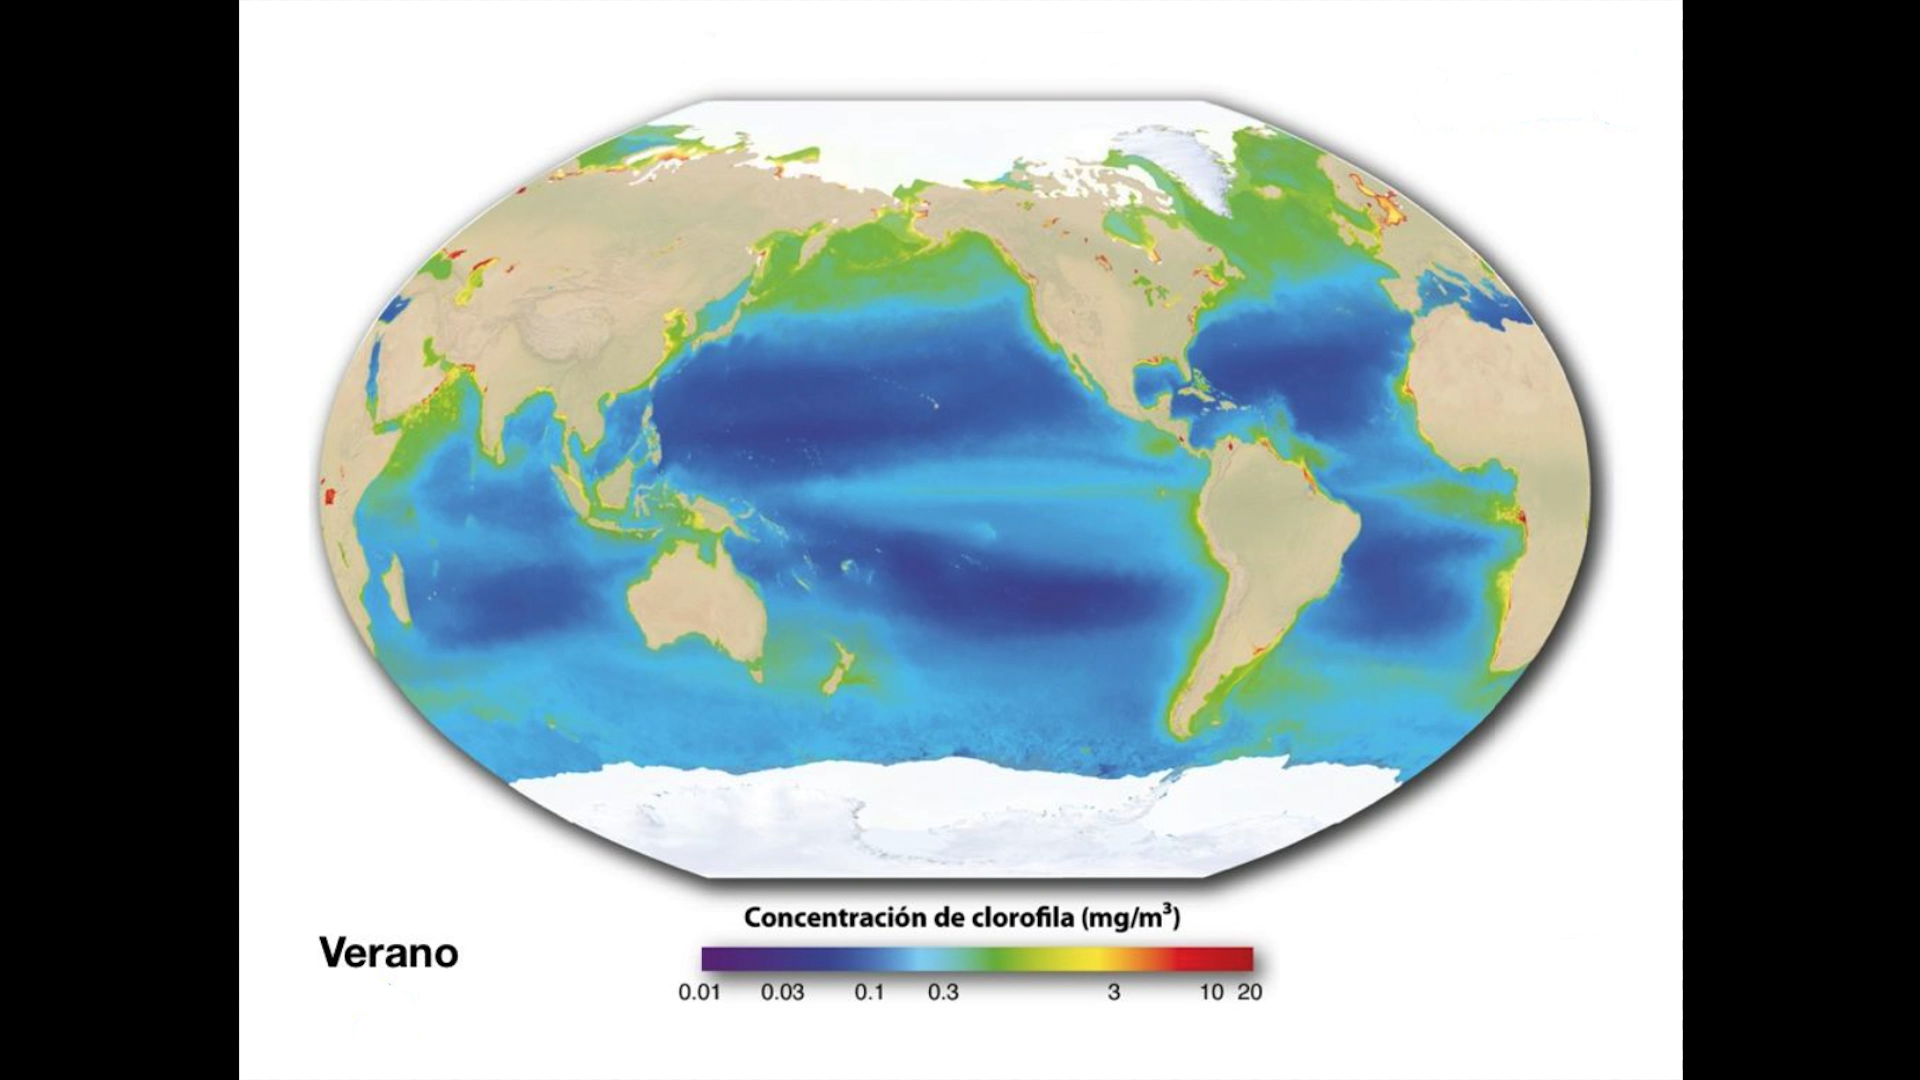 Concentración de clorofila (mg/m³)
Verano
0.01 0.03 0.1 0.3 3 10 20